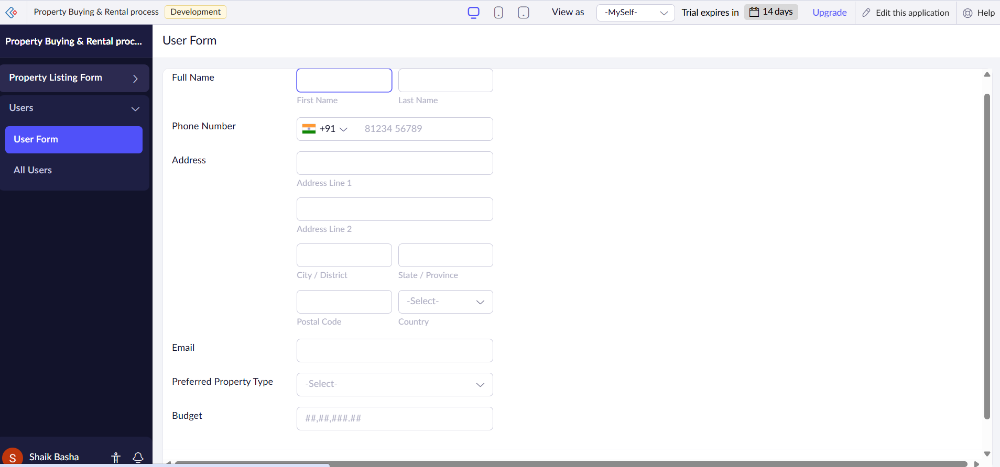 Property Buying & Rental process Development View as -MySelf- Trial expires in 14 days Upgrade Edit this application Help
Property Buying & Rental proc...
Property Listing Form
Users
User Form
All Users
S Shaik Basha
User Form
Full Name
First Name Last Name
Phone Number +91 81234 56789
Address
Address Line 1
Address Line 2
City / District State / Province
-Select-
Postal Code Country
Email
Preferred Property Type -Select-
Budget ##,##,###.##